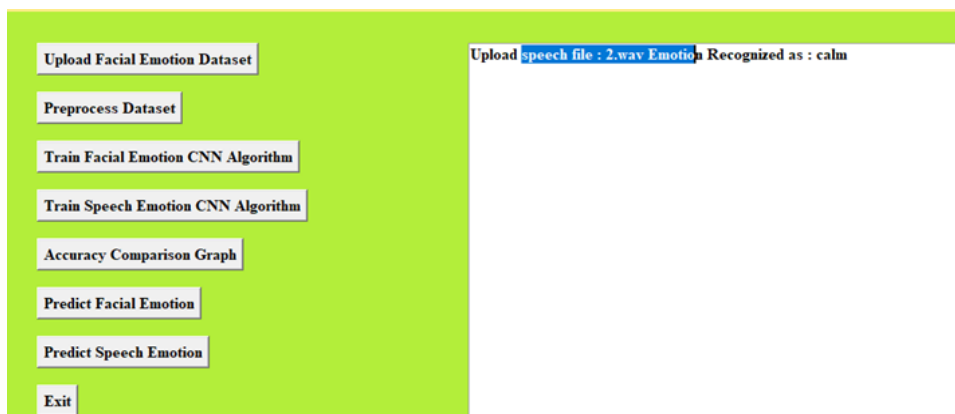 Upload Facial Emotion Dataset
Preprocess Dataset
Train Facial Emotion CNN Algorithm
Train Speech Emotion CNN Algorithm
Accuracy Comparison Graph
Predict Facial Emotion
Predict Speech Emotion
Exit
Upload speech file : 2.wav Emotion Recognized as : calm